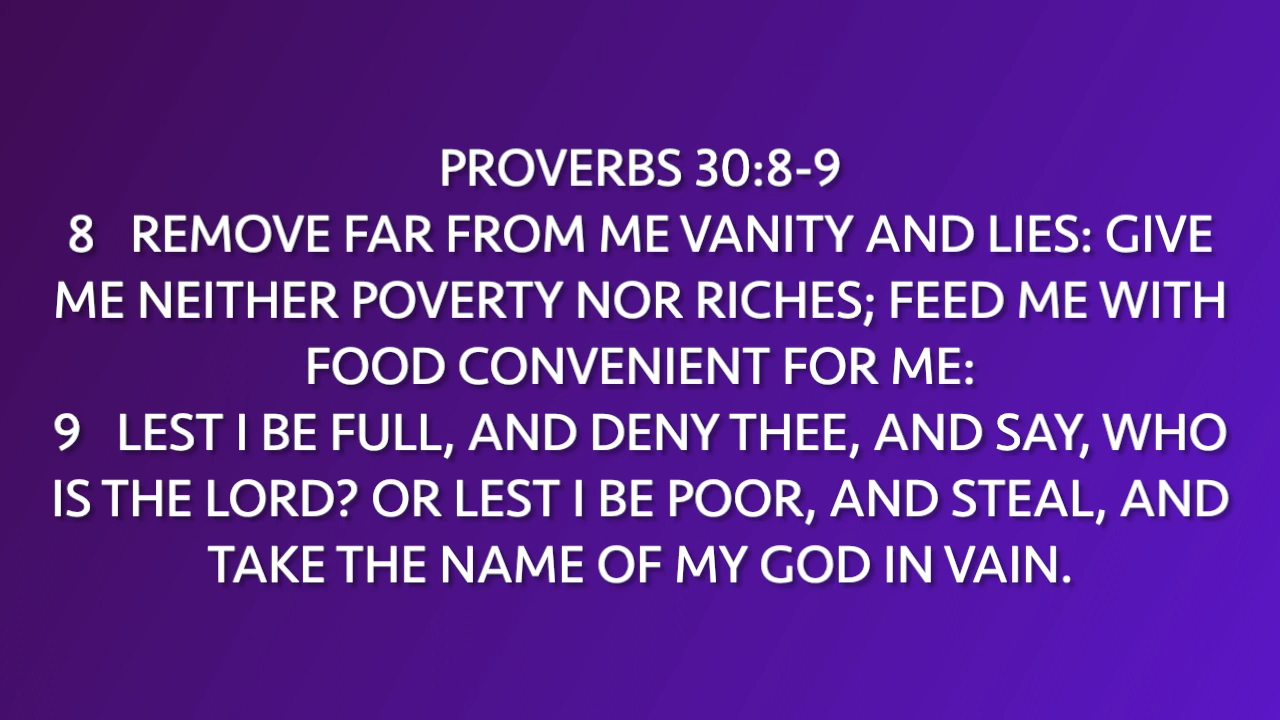 PROVERBS 30:8-9
8 REMOVE FAR FROM ME VANITY AND LIES: GIVE
ME NEITHER POVERTY NOR RICHES; FEED ME WITH
FOOD CONVENIENT FOR ME:
9 LEST I BE FULL, AND DENY THEE, AND SAY, WHO
IS THE LORD? OR LEST I BE POOR, AND STEAL, AND
TAKE THE NAME OF MY GOD IN VAIN.